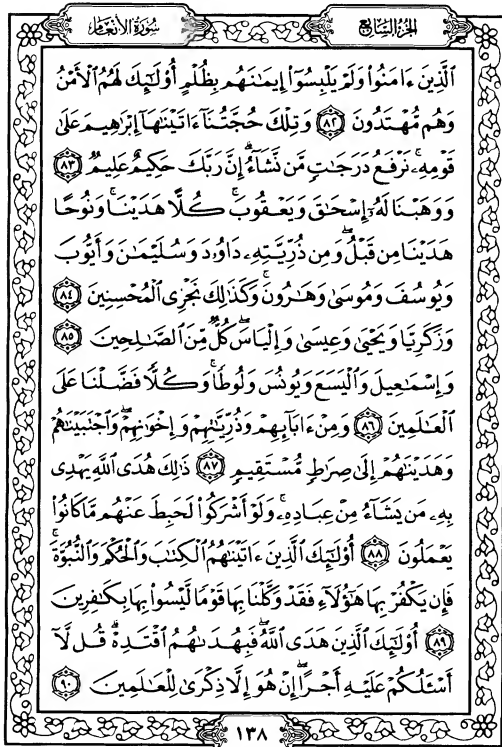 الجزء السابع
سورة الأنعام
ٱلَّذِينَ ءَامَنُواْ وَلَمْ يَلْبِسُوٓاْ إِيمَٰنَهُم بِظُلْمٍ أُوْلَٰٓئِكَ لَهُمُ ٱلْأَمْنُ
وَهُم مُّهْتَدُونَ ٨٢ وَتِلْكَ حُجَّتُنَآ ءَاتَيْنَٰهَآ إِبْرَٰهِيمَ عَلَىٰ
قَوْمِهِۦۚ نَرْفَعُ دَرَجَٰتٍ مَّن نَّشَآءُۗ إِنَّ رَبَّكَ حَكِيمٌ عَلِيمٌ ٨٣
وَوَهَبْنَا لَهُۥٓ إِسْحَٰقَ وَيَعْقُوبَۚ كُلًّا هَدَيْنَاۚ وَنُوحًا
هَدَيْنَا مِن قَبْلُۖ وَمِن ذُرِّيَّتِهِۦ دَاوُۥدَ وَسُلَيْمَٰنَ وَأَيُّوبَ
وَيُوسُفَ وَمُوسَىٰ وَهَٰرُونَۚ وَكَذَٰلِكَ نَجْزِى ٱلْمُحْسِنِينَ ٨٤
وَزَكَرِيَّا وَيَحْيَىٰ وَعِيسَىٰ وَإِلْيَاسَۖ كُلٌّ مِّنَ ٱلصَّٰلِحِينَ ٨٥
وَإِسْمَٰعِيلَ وَٱلْيَسَعَ وَيُونُسَ وَلُوطًاۚ وَكُلًّا فَضَّلْنَا عَلَى
ٱلْعَٰلَمِينَ ٨٦ وَمِنْ ءَابَآئِهِمْ وَذُرِّيَّٰتِهِمْ وَإِخْوَٰنِهِمْۖ وَٱجْتَبَيْنَٰهُمْ
وَهَدَيْنَٰهُمْ إِلَىٰ صِرَٰطٍ مُّسْتَقِيمٍ ٨٧ ذَٰلِكَ هُدَى ٱللَّهِ يَهْدِى
بِهِۦ مَن يَشَآءُ مِنْ عِبَادِهِۦۚ وَلَوْ أَشْرَكُواْ لَحَبِطَ عَنْهُم مَّا كَانُواْ
يَعْمَلُونَ ٨٨ أُوْلَٰٓئِكَ ٱلَّذِينَ ءَاتَيْنَٰهُمُ ٱلْكِتَٰبَ وَٱلْحُكْمَ وَٱلنُّبُوَّةَۚ
فَإِن يَكْفُرْ بِهَا هَٰٓؤُلَآءِ فَقَدْ وَكَّلْنَا بِهَا قَوْمًا لَّيْسُواْ بِهَا بِكَٰفِرِينَ
٨٩ أُوْلَٰٓئِكَ ٱلَّذِينَ هَدَى ٱللَّهُۖ فَبِهُدَىٰهُمُ ٱقْتَدِهْۗ قُل لَّآ
أَسْـَٔلُكُمْ عَلَيْهِ أَجْرًاۖ إِنْ هُوَ إِلَّا ذِكْرَىٰ لِلْعَٰلَمِينَ ٩٠
١٣٨